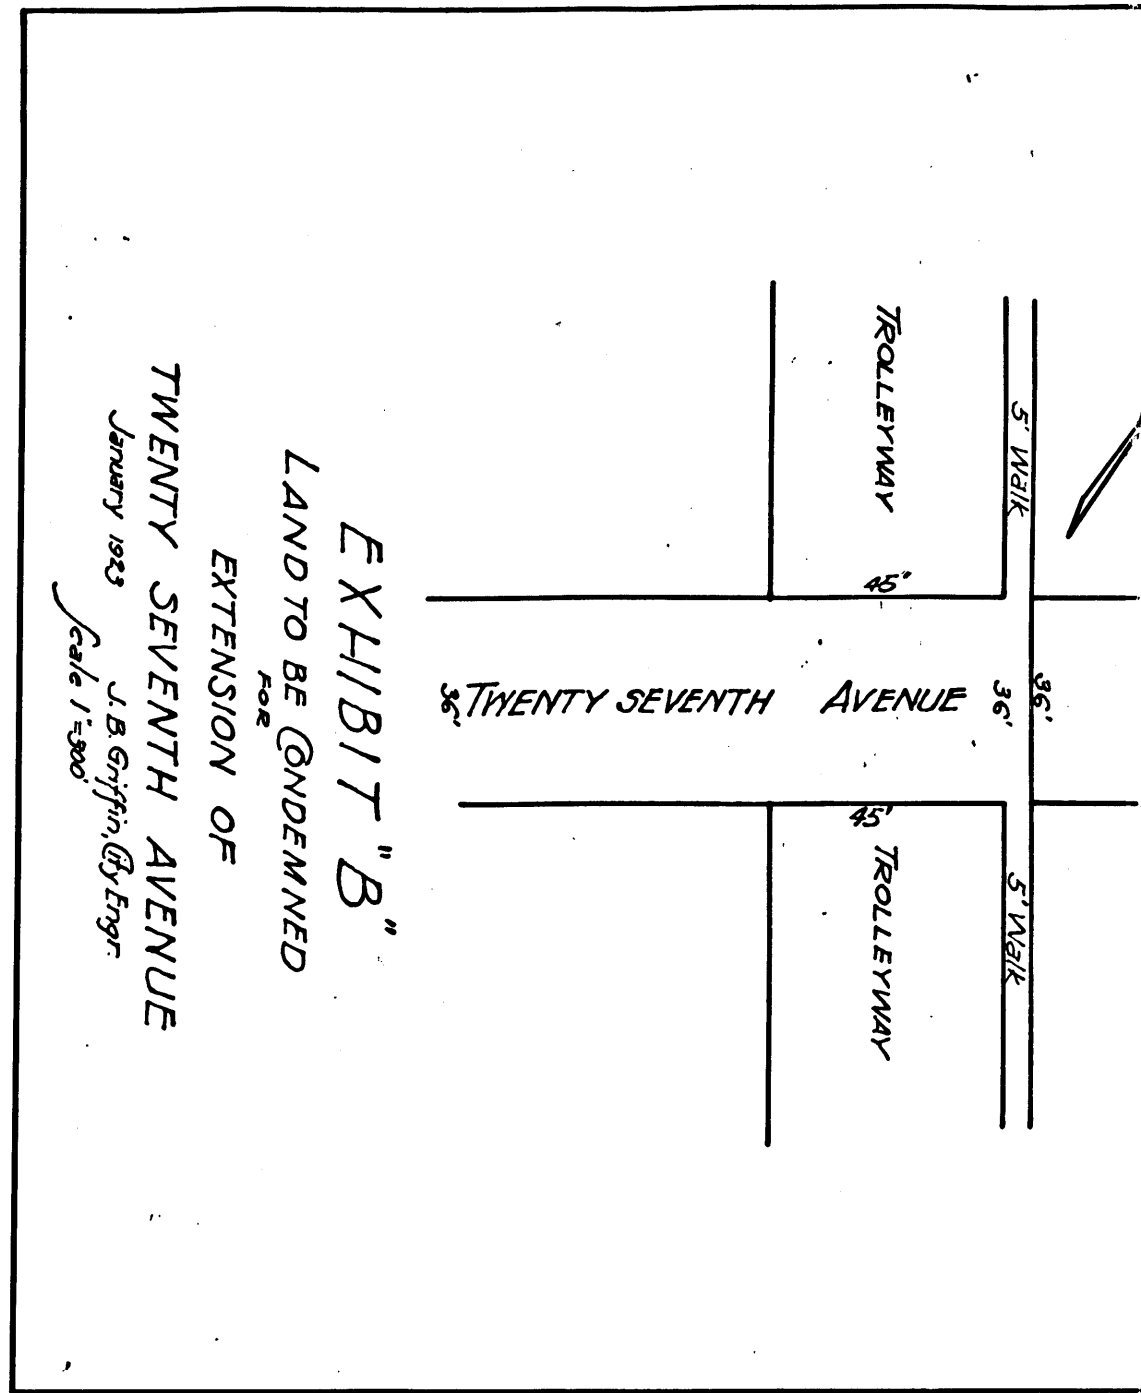 5' Walk
5' Walk
36'
36'
TROLLEYWAY
45'
45'
TROLLEYWAY
TWENTY SEVENTH AVENUE
36'
EXHIBIT "B"
LAND TO BE CONDEMNED
FOR
EXTENSION OF
TWENTY SEVENTH AVENUE
January 1923 J.B. Griffin, City Engr.
Scale 1"=300'